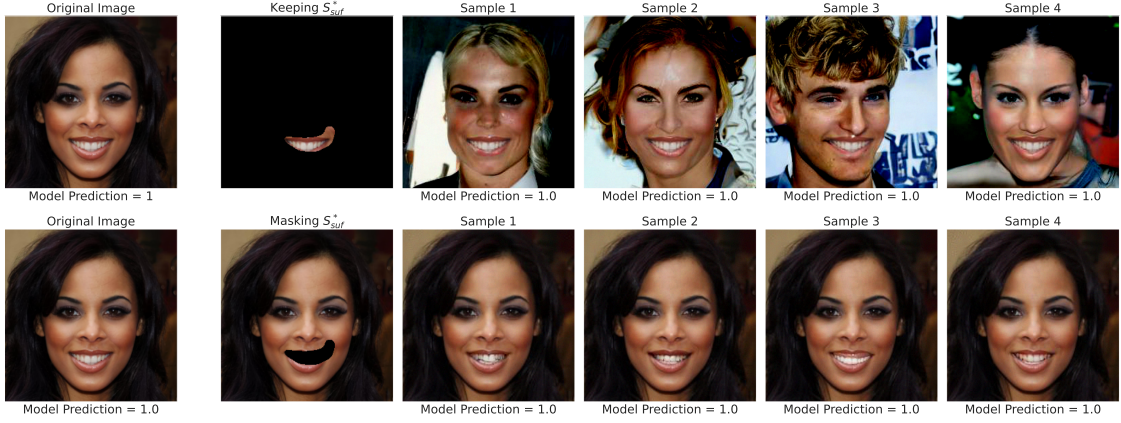 Original Image Keeping S*suf Sample 1 Sample 2 Sample 3 Sample 4
Model Prediction = 1 Model Prediction = 1.0 Model Prediction = 1.0 Model Prediction = 1.0 Model Prediction = 1.0
Original Image Masking S*suf Sample 1 Sample 2 Sample 3 Sample 4
Model Prediction = 1.0 Model Prediction = 1.0 Model Prediction = 1.0 Model Prediction = 1.0 Model Prediction = 1.0